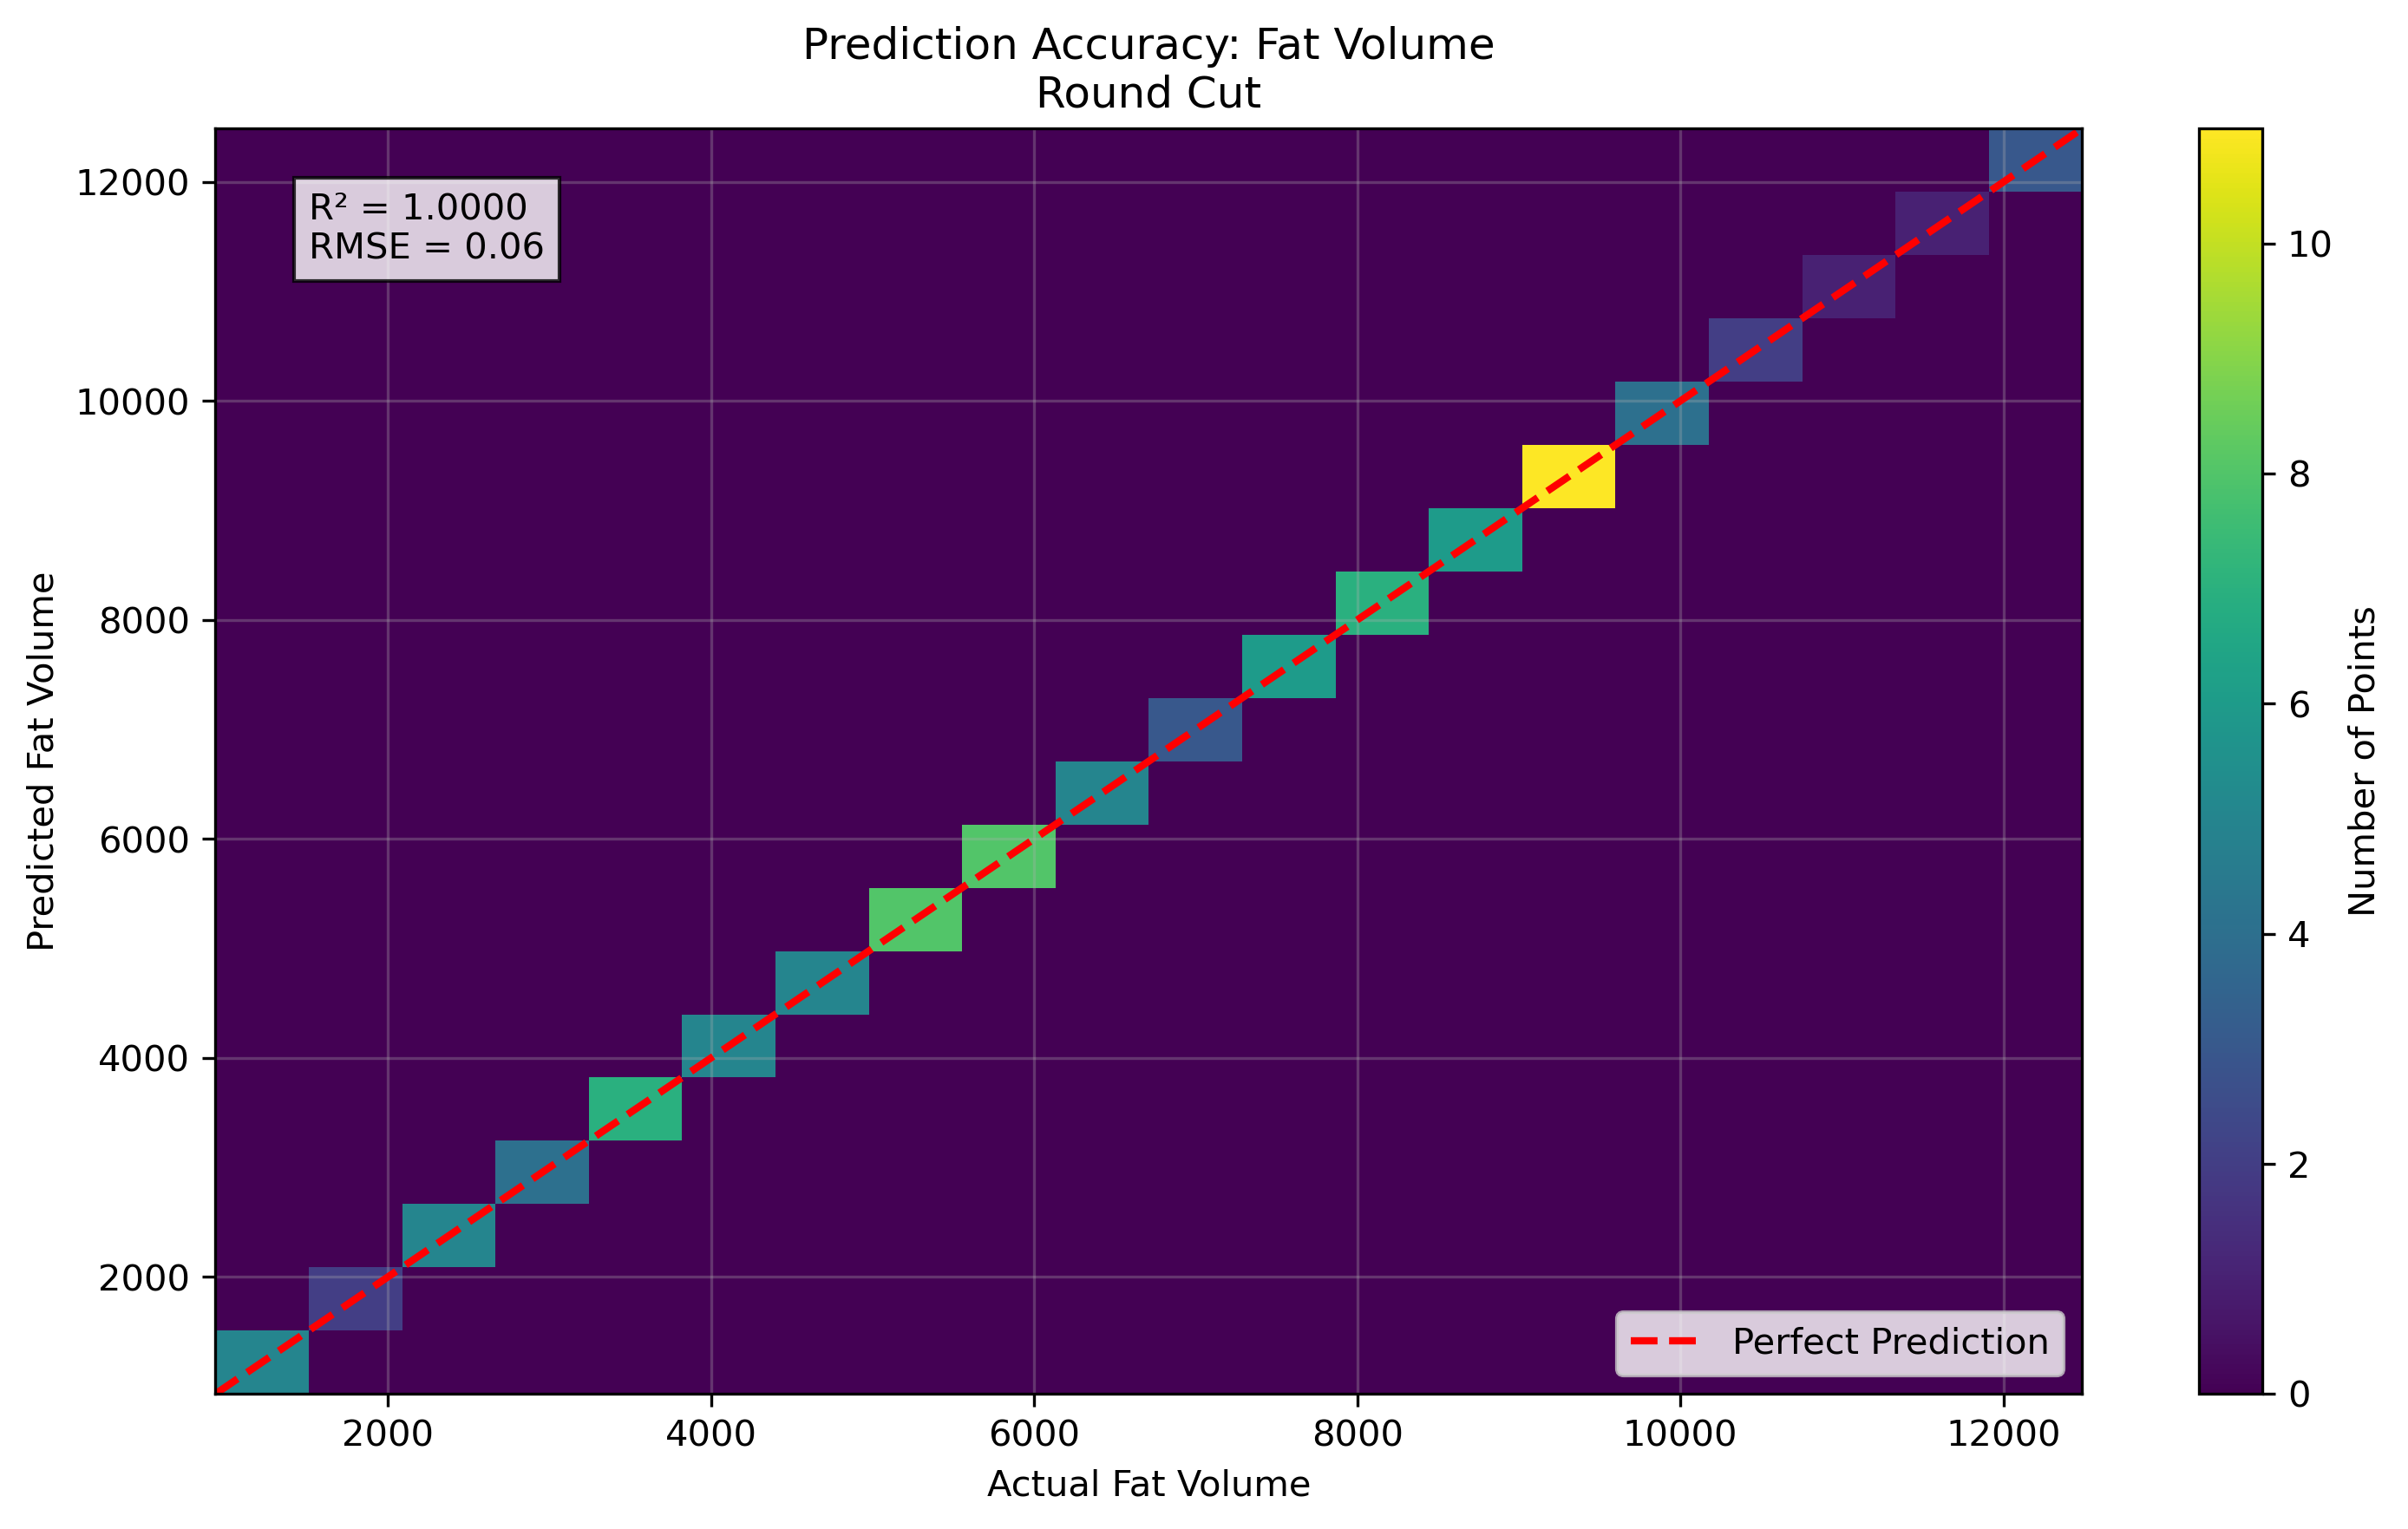 Prediction Accuracy: Fat Volume
Round Cut
R² = 1.0000
RMSE = 0.06
Predicted Fat Volume
12000
10000
8000
6000
4000
2000
2000 4000 6000 8000 10000 12000
Actual Fat Volume
Perfect Prediction
10
8
6
4
2
0
Number of Points